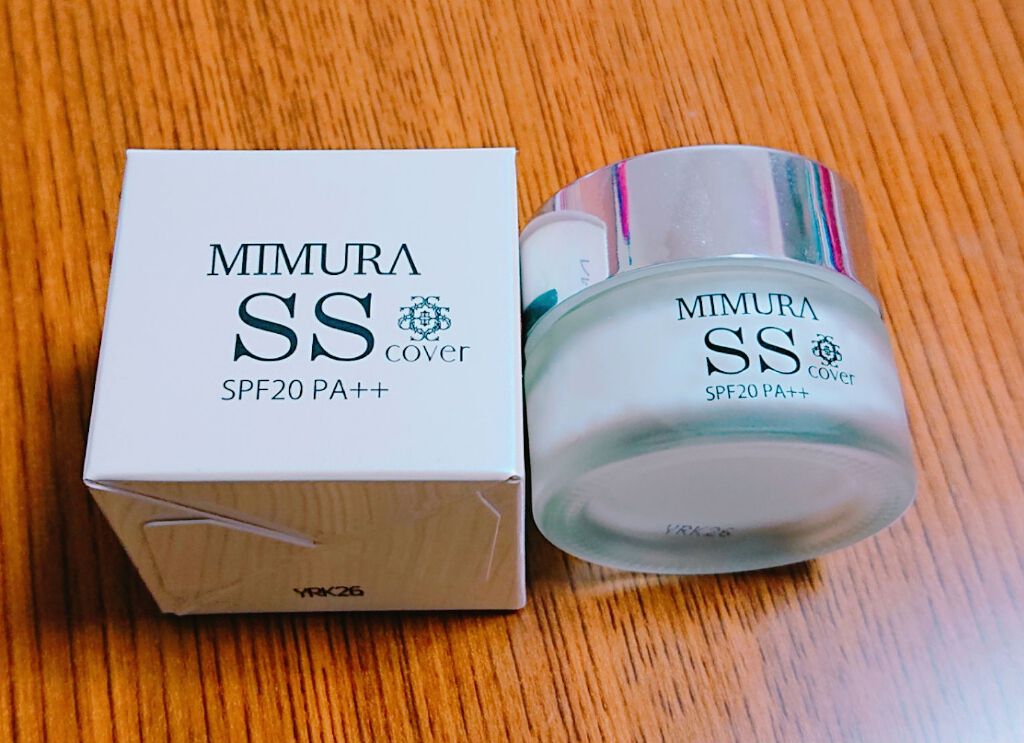 MIMURA
SS cover
SPF20 PA++
YRK26
MIMURA
SS cover
SPF20 PA++
YRK26